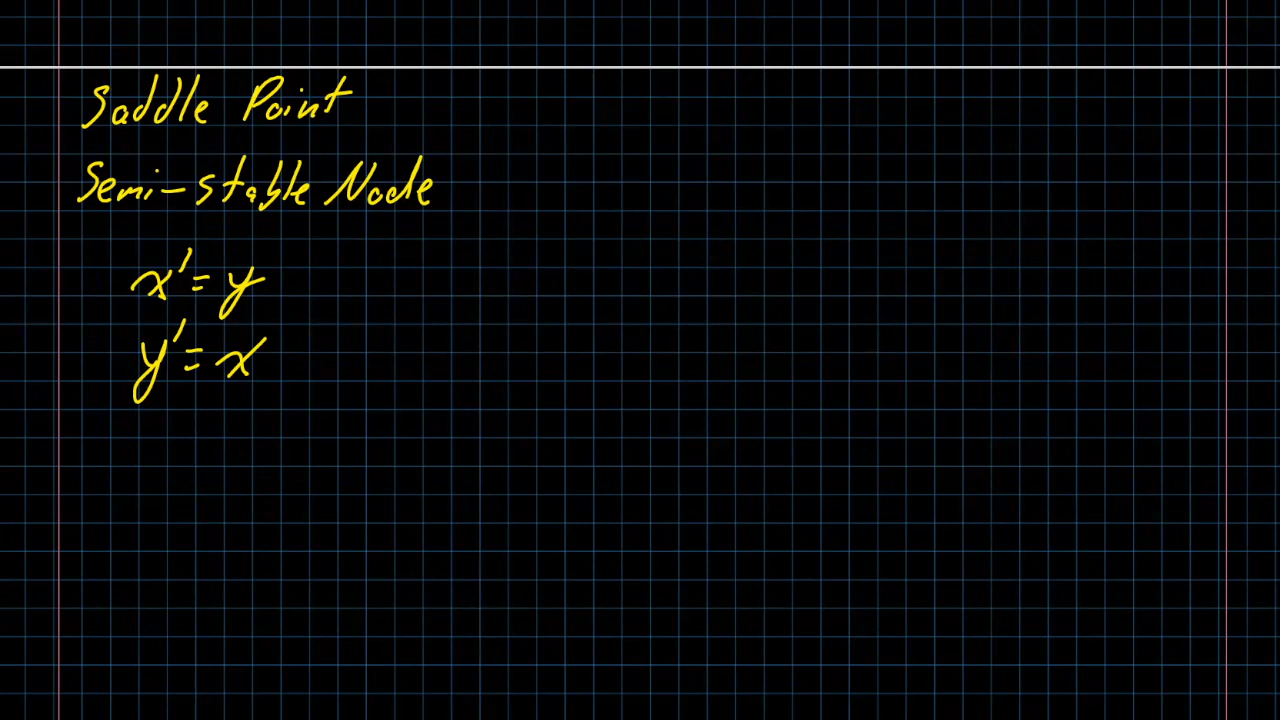 Saddle Point
Semi-stable Node
x' = y
y' = x